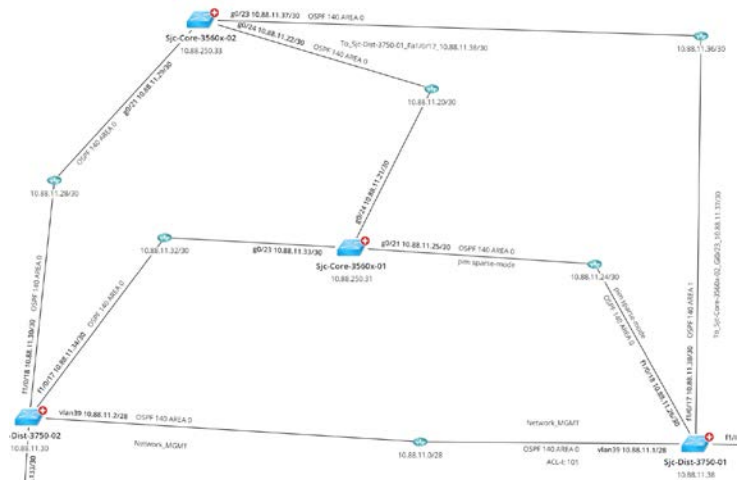 g0/23 10.88.11.37/30 OSPF 140 AREA 0
g0/24 10.88.11.22/30 OSPF 140 AREA 0
To_Sjc-Dist-3750-01_Fa1/0/17_10.88.11.38/30
Sjc-Core-3560x-02
10.88.250.33
10.88.11.36/30
g0/21 10.88.11.29/30
OSPF 140 AREA 0
10.88.11.20/30
g0/24 10.88.11.21/30
10.88.11.28/30
10.88.11.32/30
g0/23 10.88.11.33/30
g0/21 10.88.11.25/30 OSPF 140 AREA 0
pim sparse-mode
Sjc-Core-3560x-01
10.88.250.31
10.88.11.24/30
f1/0/18 10.88.11.30/30 OSPF 140 AREA 0
f1/0/17 10.88.11.34/30 OSPF 140 AREA 0
pim sparse-mode
OSPF 140 AREA 0
f1/0/18 10.88.11.26/30
f1/0/17 10.88.11.38/30 OSPF 140 AREA 1
To_Sjc-Core-3560x-02_Gi0/23_10.88.11.37/30
vlan39 10.88.11.2/28 OSPF 140 AREA 0
Network_MGMT
-Dist-3750-02
10.88.11.30
10.88.11.0/28
Network_MGMT
OSPF 140 AREA 0 vlan39 10.88.11.1/28
ACL-I: 101
Sjc-Dist-3750-01
10.88.11.38
f1/
133/30